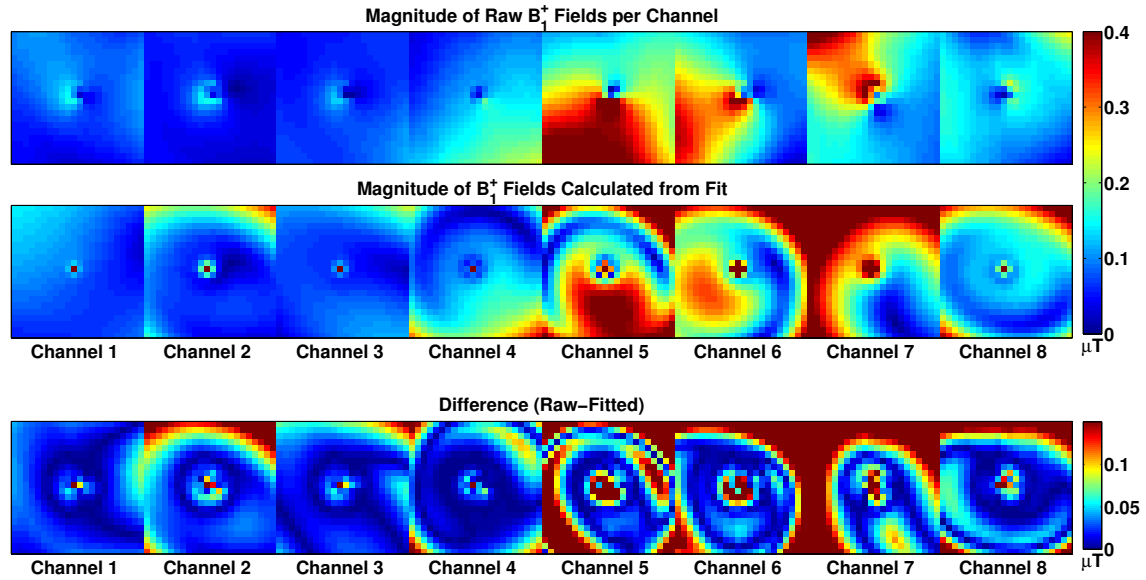 Magnitude of Raw B₁⁺ Fields per Channel
0.4
0.3
0.2
0.1
0
μT
Magnitude of B₁⁺ Fields Calculated from Fit
Channel 1 Channel 2 Channel 3 Channel 4 Channel 5 Channel 6 Channel 7 Channel 8
Difference (Raw−Fitted)
0.1
0.05
0
μT
Channel 1 Channel 2 Channel 3 Channel 4 Channel 5 Channel 6 Channel 7 Channel 8